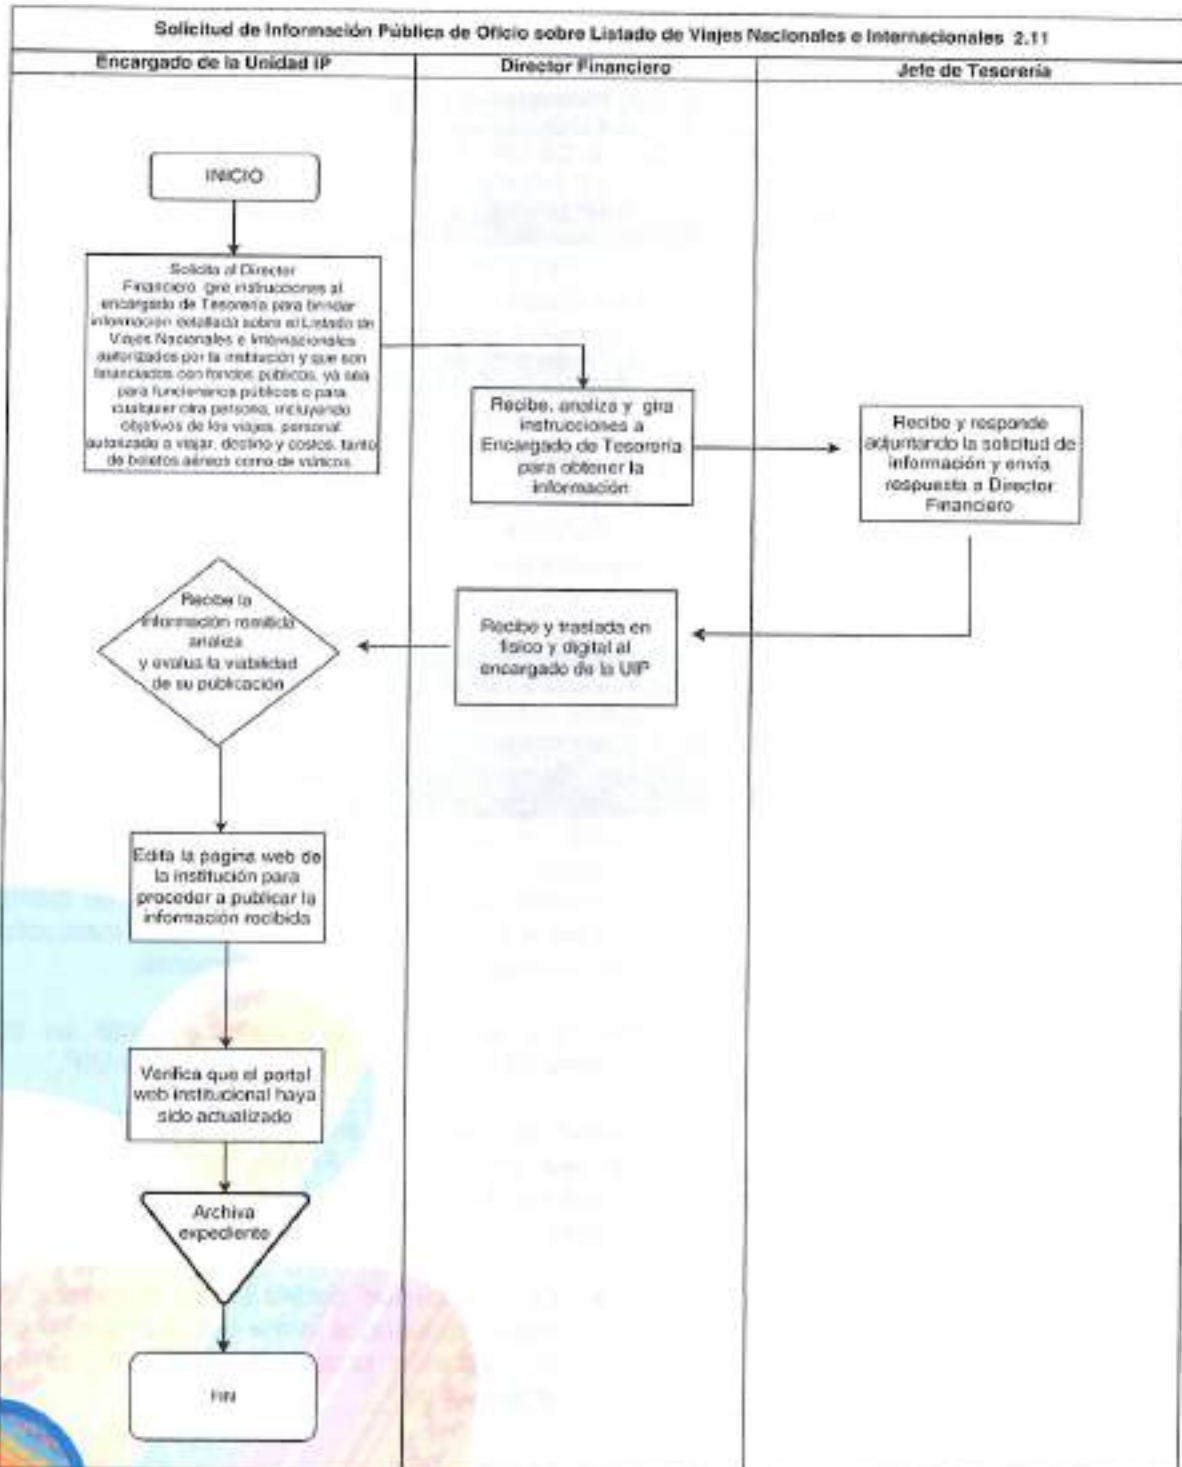 Solicitud de Información Pública de Oficio sobre Listado de Viajes Nacionales e Internacionales 2.11
Encargado de la Unidad IP
Director Financiero
Jefe de Tesorería
INICIO
Solicita al Director
Financiero gire instrucciones al
encargado de Tesorería para brindar
información detallada sobre el Listado de
Viajes Nacionales e Internacionales
autorizados por la institución y que son
financiados con fondos públicos, ya sea
para funcionarios públicos o para
cualquier otra persona, incluyendo
objetivos de los viajes, personal
autorizado a viajar, destino y costos, tanto
de boletos aéreos como de viáticos.
Recibe, analiza y gira
instrucciones a
Encargado de Tesorería
para obtener la
información
Recibo y responde
adjuntando la solicitud de
información y envía
respuesta a Director
Financiero
Recibe y traslada en
físico y digital al
encargado de la UIP
Recibe la
información remitida
analiza
y evalua la viabilidad
de su publicación
Edita la pagina web de
la institución para
proceder a publicar la
información recibida
Verifica que el portal
web institucional haya
sido actualizado
Archiva
expediente
FIN